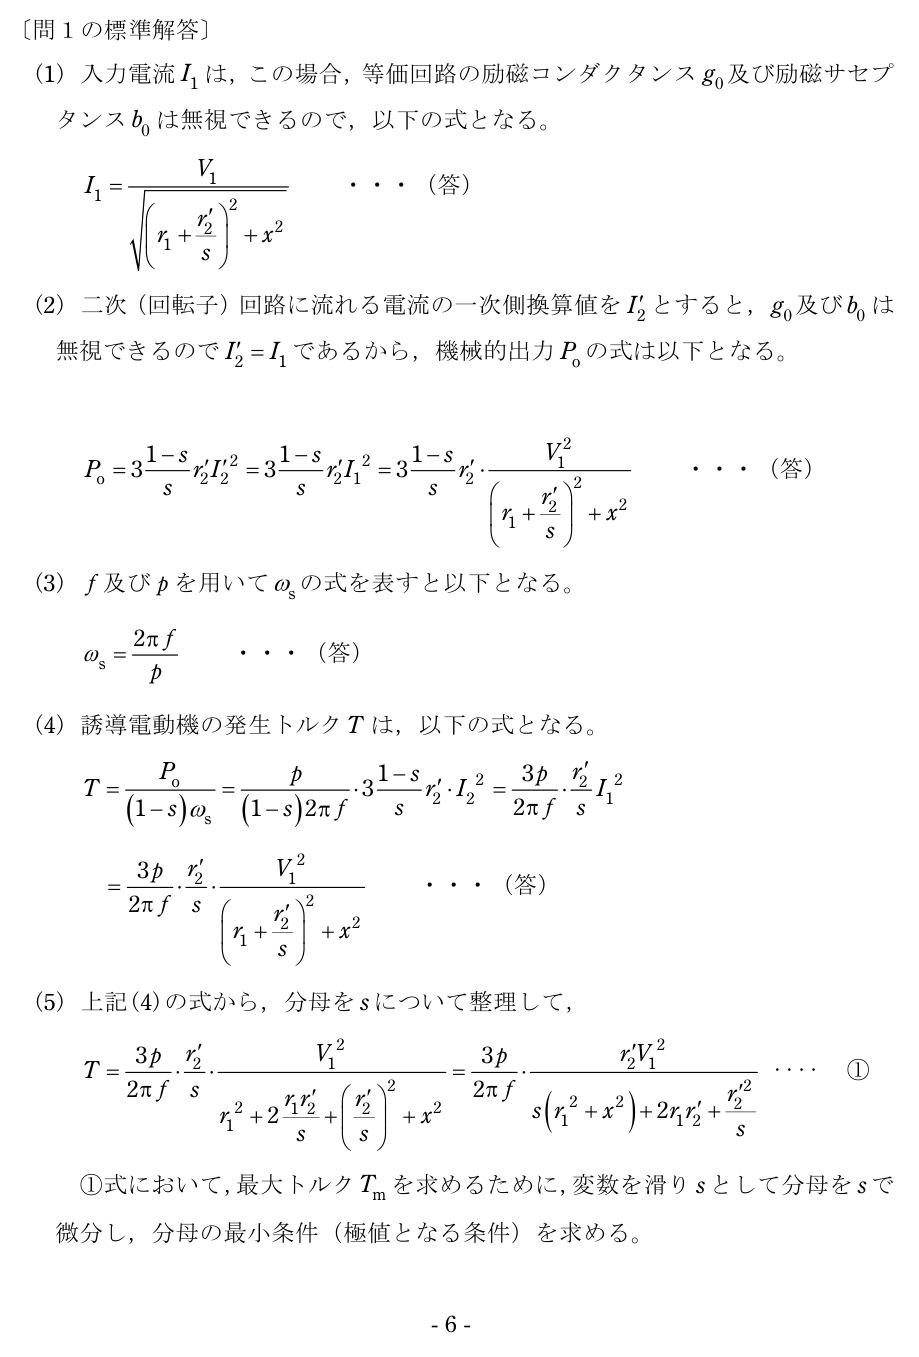 〔問１の標準解答〕
(1) 入力電流 I₁ は，この場合，等価回路の励磁コンダクタンス g₀ 及び励磁サセプ
タンス b₀ は無視できるので，以下の式となる。
I₁ = V₁ / √((r₁ + r₂′/s)² + x²) ・・・（答）
(2) 二次（回転子）回路に流れる電流の一次側換算値を I₂′ とすると，g₀ 及び b₀ は
無視できるので I₂′ = I₁ であるから，機械的出力 Pₒ の式は以下となる。
Pₒ = 3 (1−s)/s r₂′I₂′² = 3 (1−s)/s r₂′I₁² = 3 (1−s)/s r₂′ · V₁² / ((r₁ + r₂′/s)² + x²) ・・・（答）
(3) f 及び p を用いて ωₛ の式を表すと以下となる。
ωₛ = 2πf / p ・・・（答）
(4) 誘導電動機の発生トルク T は，以下の式となる。
T = Pₒ / ((1−s)ωₛ) = p / ((1−s)2πf) · 3 (1−s)/s r₂′ · I₂² = 3p/(2πf) · r₂′/s I₁²
= 3p/(2πf) · r₂′/s · V₁² / ((r₁ + r₂′/s)² + x²) ・・・（答）
(5) 上記(4)の式から，分母を s について整理して，
T = 3p/(2πf) · r₂′/s · V₁² / (r₁² + 2 r₁r₂′/s + (r₂′/s)² + x²) = 3p/(2πf) · r₂′V₁² / (s(r₁² + x²) + 2r₁r₂′ + r₂′²/s) ‥‥ ①
①式において，最大トルク Tₘ を求めるために，変数を滑り s として分母を s で
微分し，分母の最小条件（極値となる条件）を求める。
- 6 -